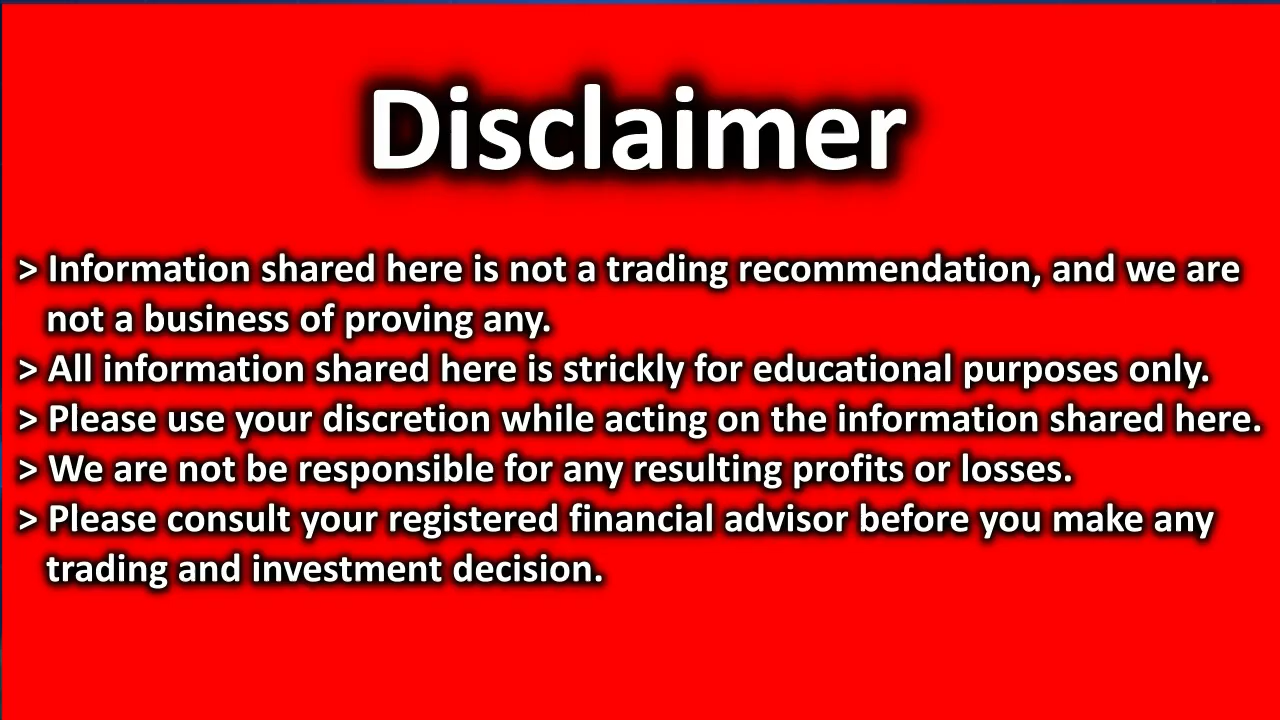 Disclaimer
> Information shared here is not a trading recommendation, and we are
not a business of proving any.
> All information shared here is strickly for educational purposes only.
> Please use your discretion while acting on the information shared here.
> We are not be responsible for any resulting profits or losses.
> Please consult your registered financial advisor before you make any
trading and investment decision.